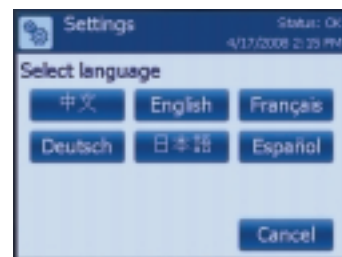 Settings
Status: OK
4/17/2008 2:15 PM
Select language
中文 English Français
Deutsch 日本語 Español
Cancel